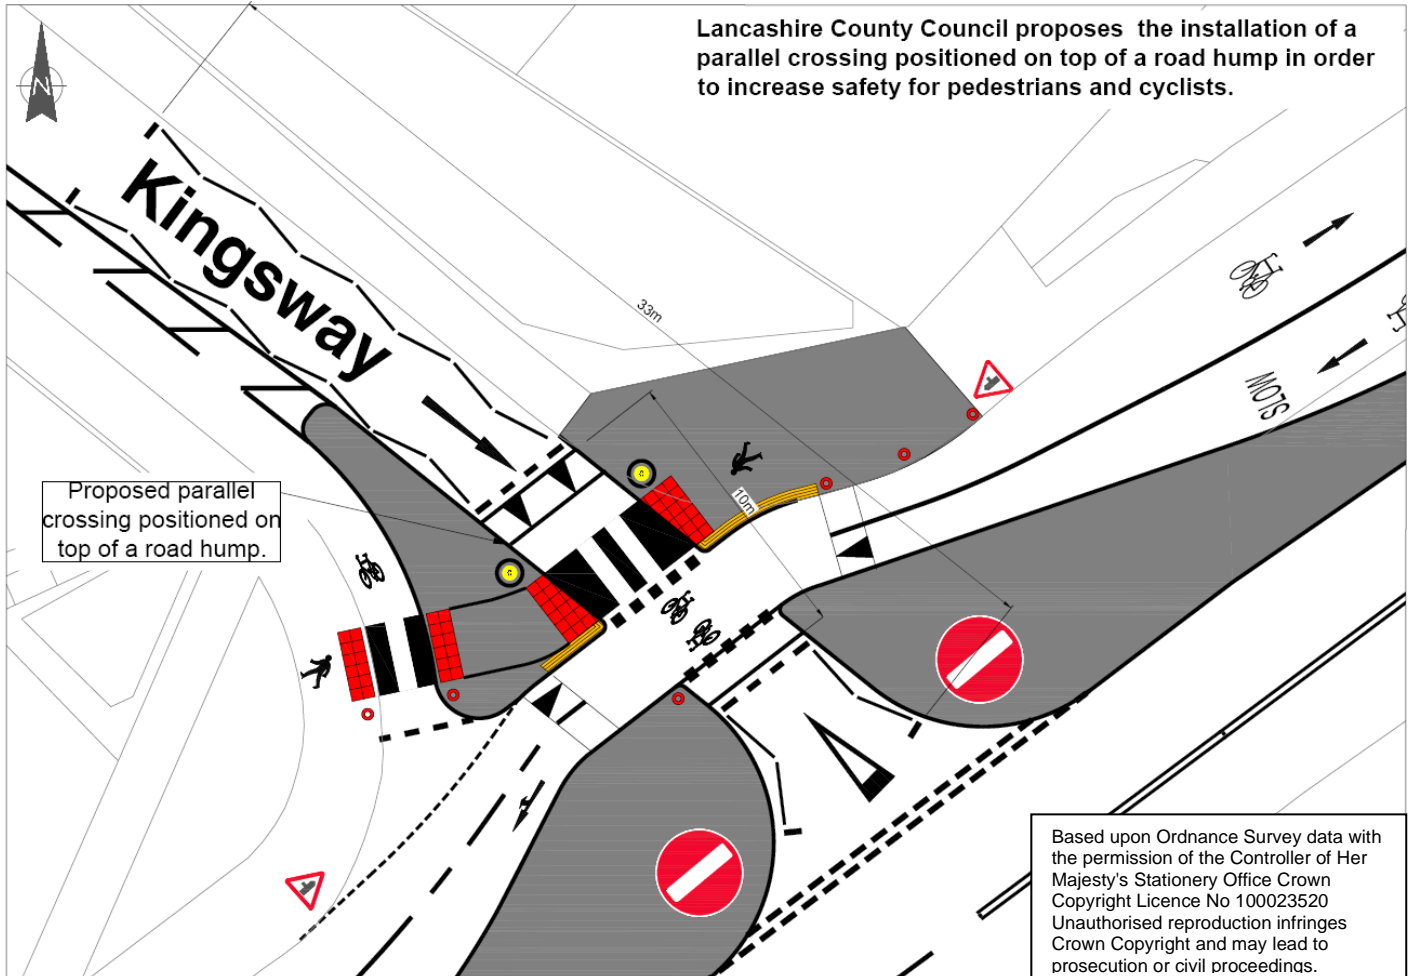 Lancashire County Council proposes the installation of a
parallel crossing positioned on top of a road hump in order
to increase safety for pedestrians and cyclists.
N
Kingsway
33m
SLOW
10m
Proposed parallel
crossing positioned on
top of a road hump.
Based upon Ordnance Survey data with
the permission of the Controller of Her
Majesty's Stationery Office Crown
Copyright Licence No 100023520
Unauthorised reproduction infringes
Crown Copyright and may lead to
prosecution or civil proceedings.